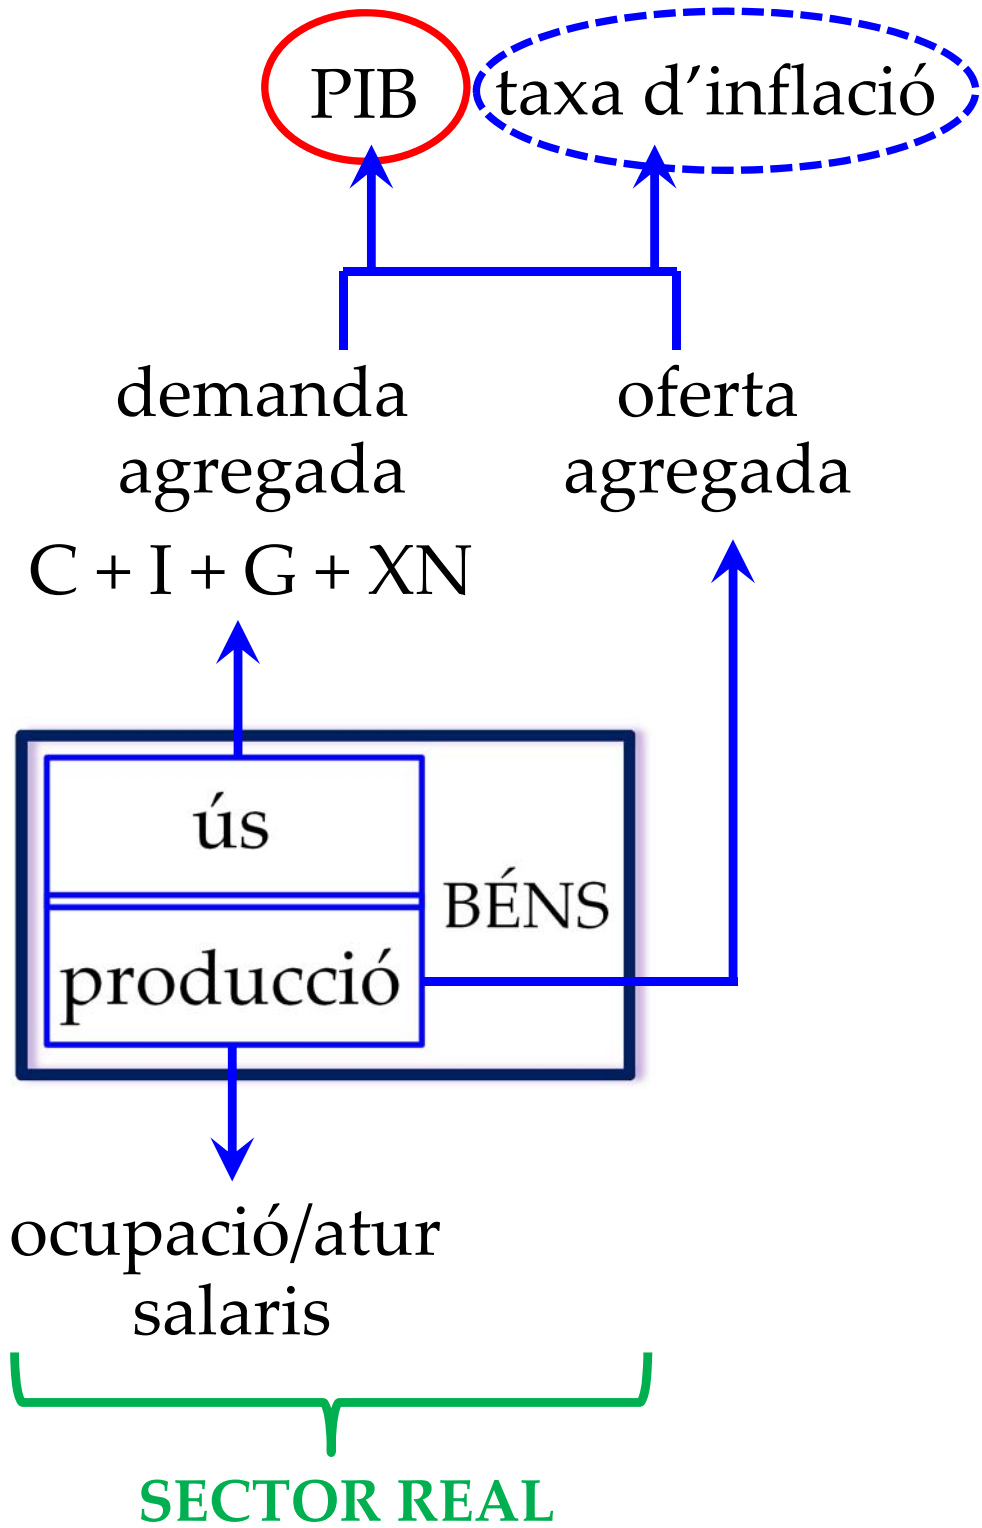 PIB
taxa d’inflació
demanda
agregada
C + I + G + XN
oferta
agregada
ús
BÉNS
producció
ocupació/atur
salaris
SECTOR REAL